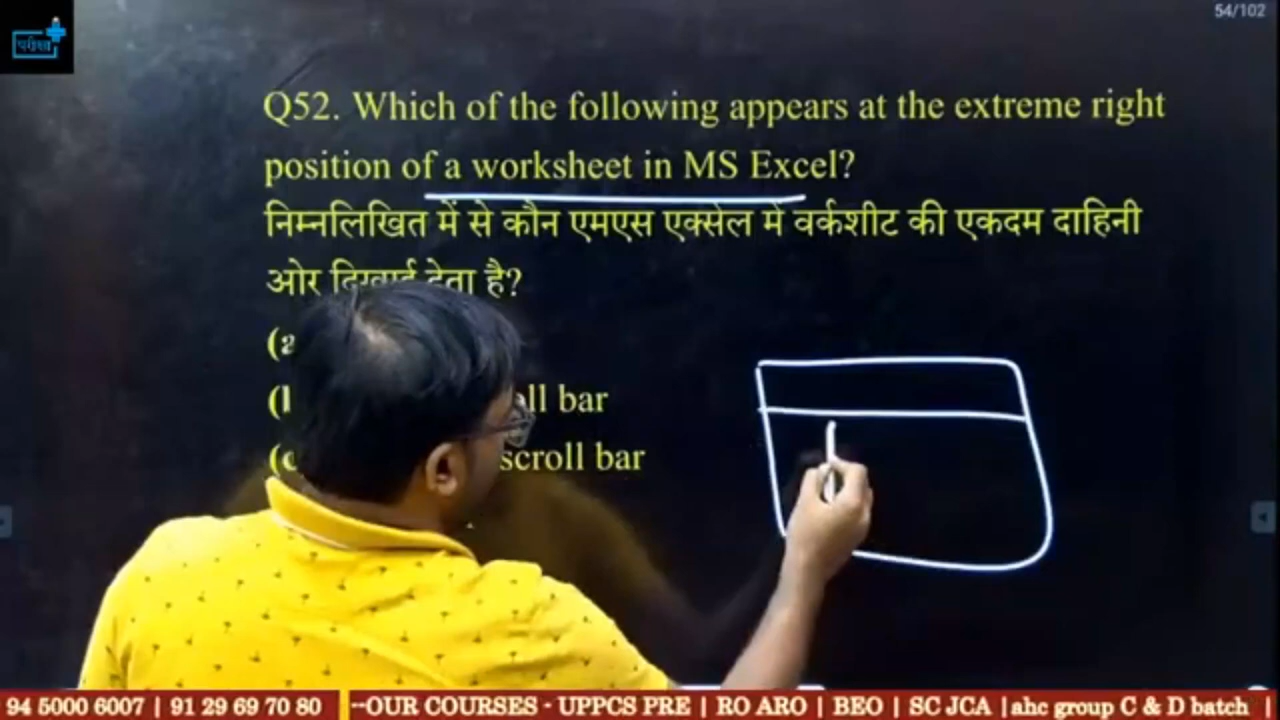 54/102
परीक्षा
Q52. Which of the following appears at the extreme right
position of a worksheet in MS Excel?
निम्नलिखित में से कौन एमएस एक्सेल में वर्कशीट की एकदम दाहिनी
ओर दिखाई देता है?
bar
scroll bar
94 5000 6007 | 91 29 69 70 80 --OUR COURSES - UPPCS PRE | RO ARO | BEO | SC JCA |ahc group C & D batch |